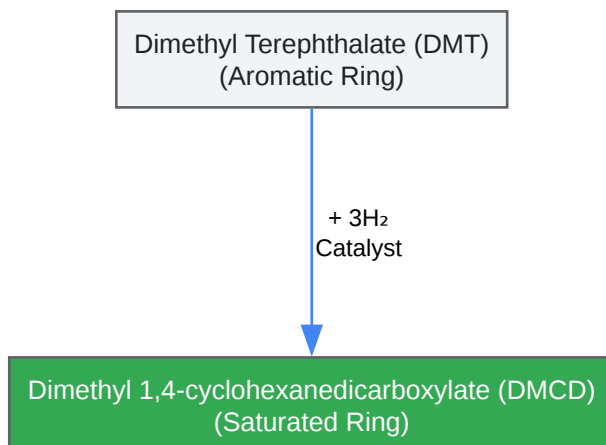 Dimethyl Terephthalate (DMT)
(Aromatic Ring)
+ 3H₂
Catalyst
Dimethyl 1,4-cyclohexanedicarboxylate (DMCD)
(Saturated Ring)